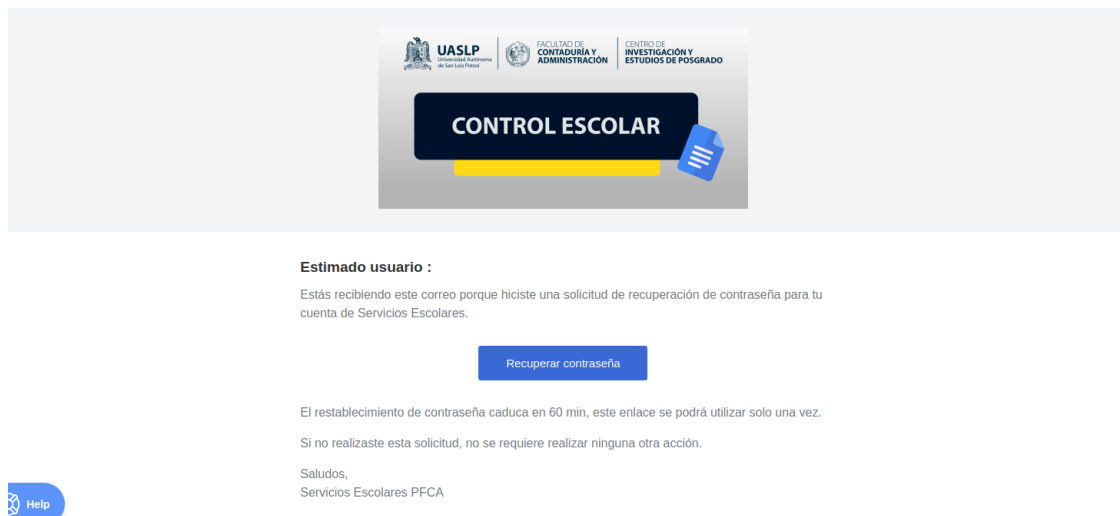 UASLP
Universidad Autónoma
de San Luis Potosí
FACULTAD DE
CONTADURÍA Y
ADMINISTRACIÓN
CENTRO DE
INVESTIGACIÓN Y
ESTUDIOS DE POSGRADO
CONTROL ESCOLAR
Estimado usuario :
Estás recibiendo este correo porque hiciste una solicitud de recuperación de contraseña para tu
cuenta de Servicios Escolares.
Recuperar contraseña
El restablecimiento de contraseña caduca en 60 min, este enlace se podrá utilizar solo una vez.
Si no realizaste esta solicitud, no se requiere realizar ninguna otra acción.
Saludos,
Servicios Escolares PFCA
Help